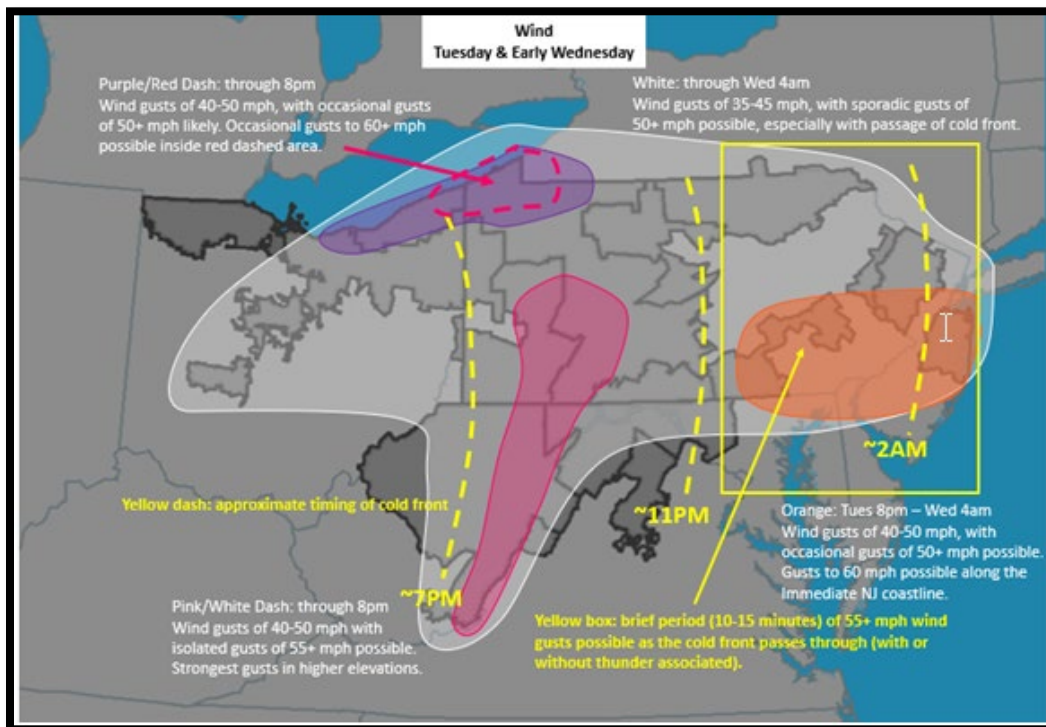 Wind
Tuesday & Early Wednesday
Purple/Red Dash: through 8pm
Wind gusts of 40-50 mph, with occasional gusts
of 50+ mph likely. Occasional gusts to 60+ mph
possible inside red dashed area.
White: through Wed 4am
Wind gusts of 35-45 mph, with sporadic gusts of
50+ mph possible, especially with passage of cold front.
~2AM
Yellow dash: approximate timing of cold front
~11PM
Orange: Tues 8pm – Wed 4am
Wind gusts of 40-50 mph, with
occasional gusts of 50+ mph possible.
Gusts to 60 mph possible along the
Immediate NJ coastline.
~7PM
Pink/White Dash: through 8pm
Wind gusts of 40-50 mph with
isolated gusts of 55+ mph possible.
Strongest gusts in higher elevations.
Yellow box: brief period (10-15 minutes) of 55+ mph wind
gusts possible as the cold front passes through (with or
without thunder associated).